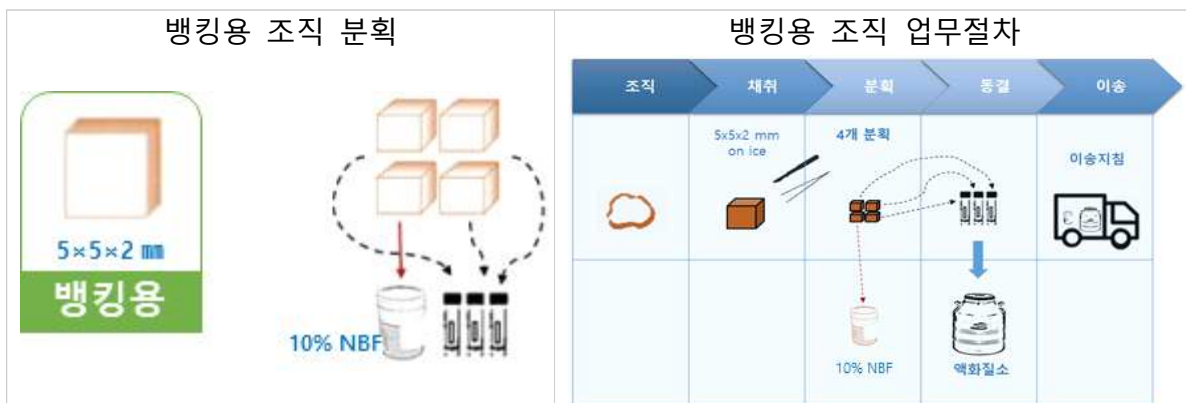 뱅킹용 조직 분획
뱅킹용 조직 업무절차
5×5×2 ㎜
뱅킹용
10% NBF
조직
채취
분획
동결
이송
5x5x2 mm
on ice
4개 분획
이송지침
10% NBF
액화질소